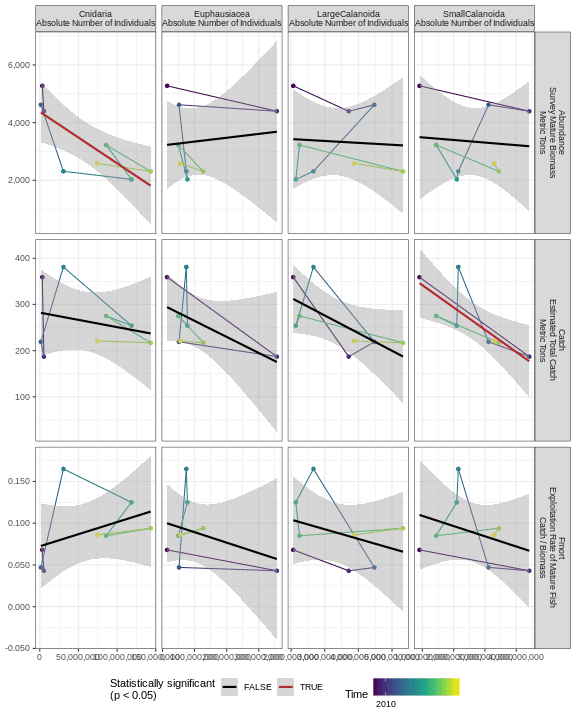 Cnidaria
Absolute Number of Individuals
Euphausiacea
Absolute Number of Individuals
LargeCalanoida
Absolute Number of Individuals
SmallCalanoida
Absolute Number of Individuals
6,000
4,000
2,000
Abundance
Survey Mature Biomass
Metric Tons
400
300
200
100
Catch
Estimated Total Catch
Metric Tons
0.150
0.100
0.050
0.000
-0.050
Fmort
Exploitation Rate of Mature Fish
Catch / Biomass
0
Statistically significant
(p < 0.05)
FALSE
TRUE
Time
2010